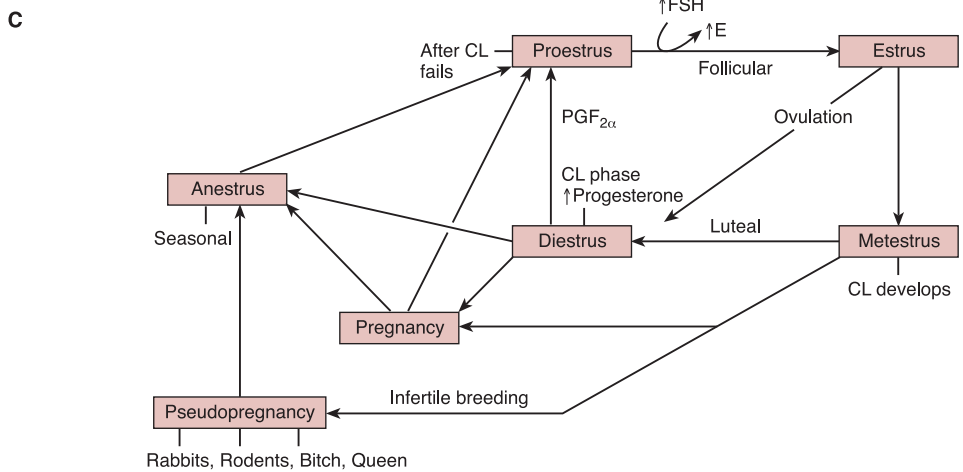 C
↑FSH
↑E
After CL
fails
Proestrus
Estrus
Follicular
Ovulation
PGF2α
CL phase
↑Progesterone
Anestrus
Seasonal
Diestrus
Luteal
Metestrus
CL develops
Pregnancy
Infertile breeding
Pseudopregnancy
Rabbits, Rodents, Bitch, Queen